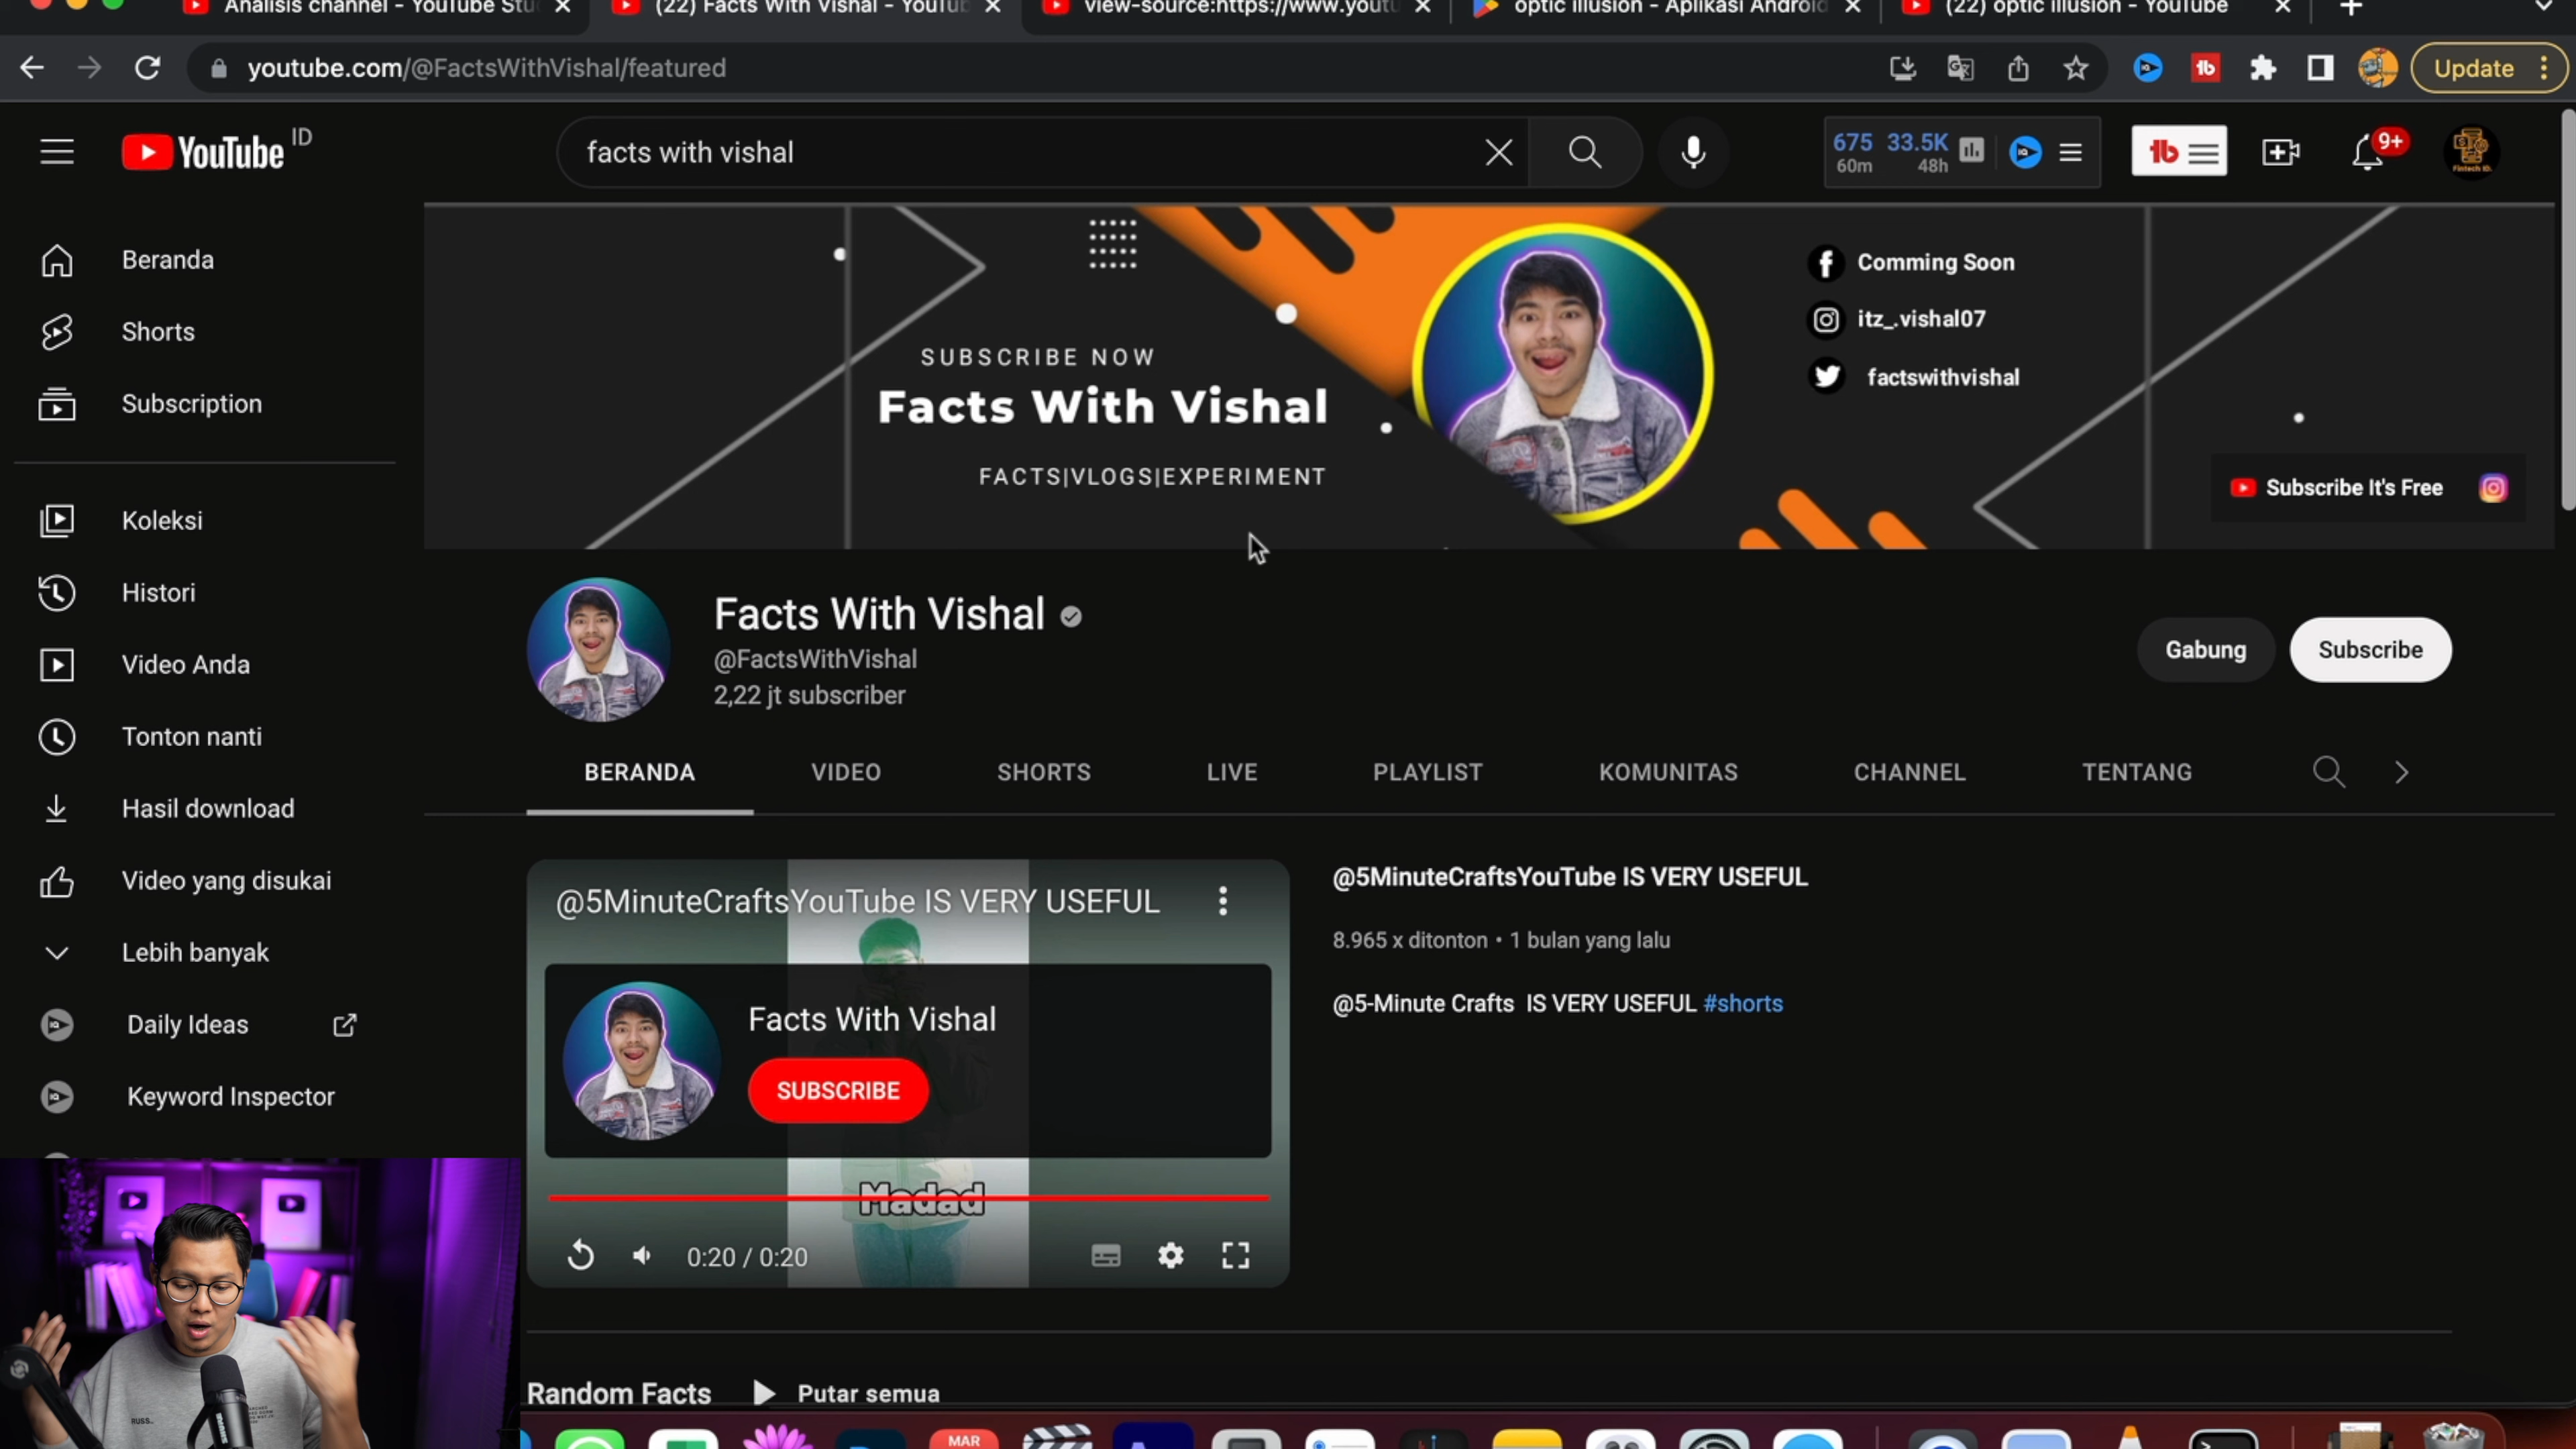 Analisis channel - YouTube Stu
(22) Facts With Vishal - YouTub
view-source:https://www.yout
optic illusion - Aplikasi Android
(22) optic illusion - YouTube
youtube.com/@FactsWithVishal/featured
Update
YouTube ID
facts with vishal
675 33.5K
60m 48h
9+
Fintech ID.
Beranda
Shorts
Subscription
Koleksi
Histori
Video Anda
Tonton nanti
Hasil download
Video yang disukai
Lebih banyak
Daily Ideas
Keyword Inspector
SUBSCRIBE NOW
Facts With Vishal
FACTS|VLOGS|EXPERIMENT
Comming Soon
itz_.vishal07
factswithvishal
Subscribe It's Free
Facts With Vishal
@FactsWithVishal
2,22 jt subscriber
Gabung
Subscribe
BERANDA
VIDEO
SHORTS
LIVE
PLAYLIST
KOMUNITAS
CHANNEL
TENTANG
@5MinuteCraftsYouTube IS VERY USEFUL
Facts With Vishal
SUBSCRIBE
Madad
0:20 / 0:20
@5MinuteCraftsYouTube IS VERY USEFUL
8.965 x ditonton • 1 bulan yang lalu
@5-Minute Crafts IS VERY USEFUL #shorts
Random Facts
Putar semua
MAR